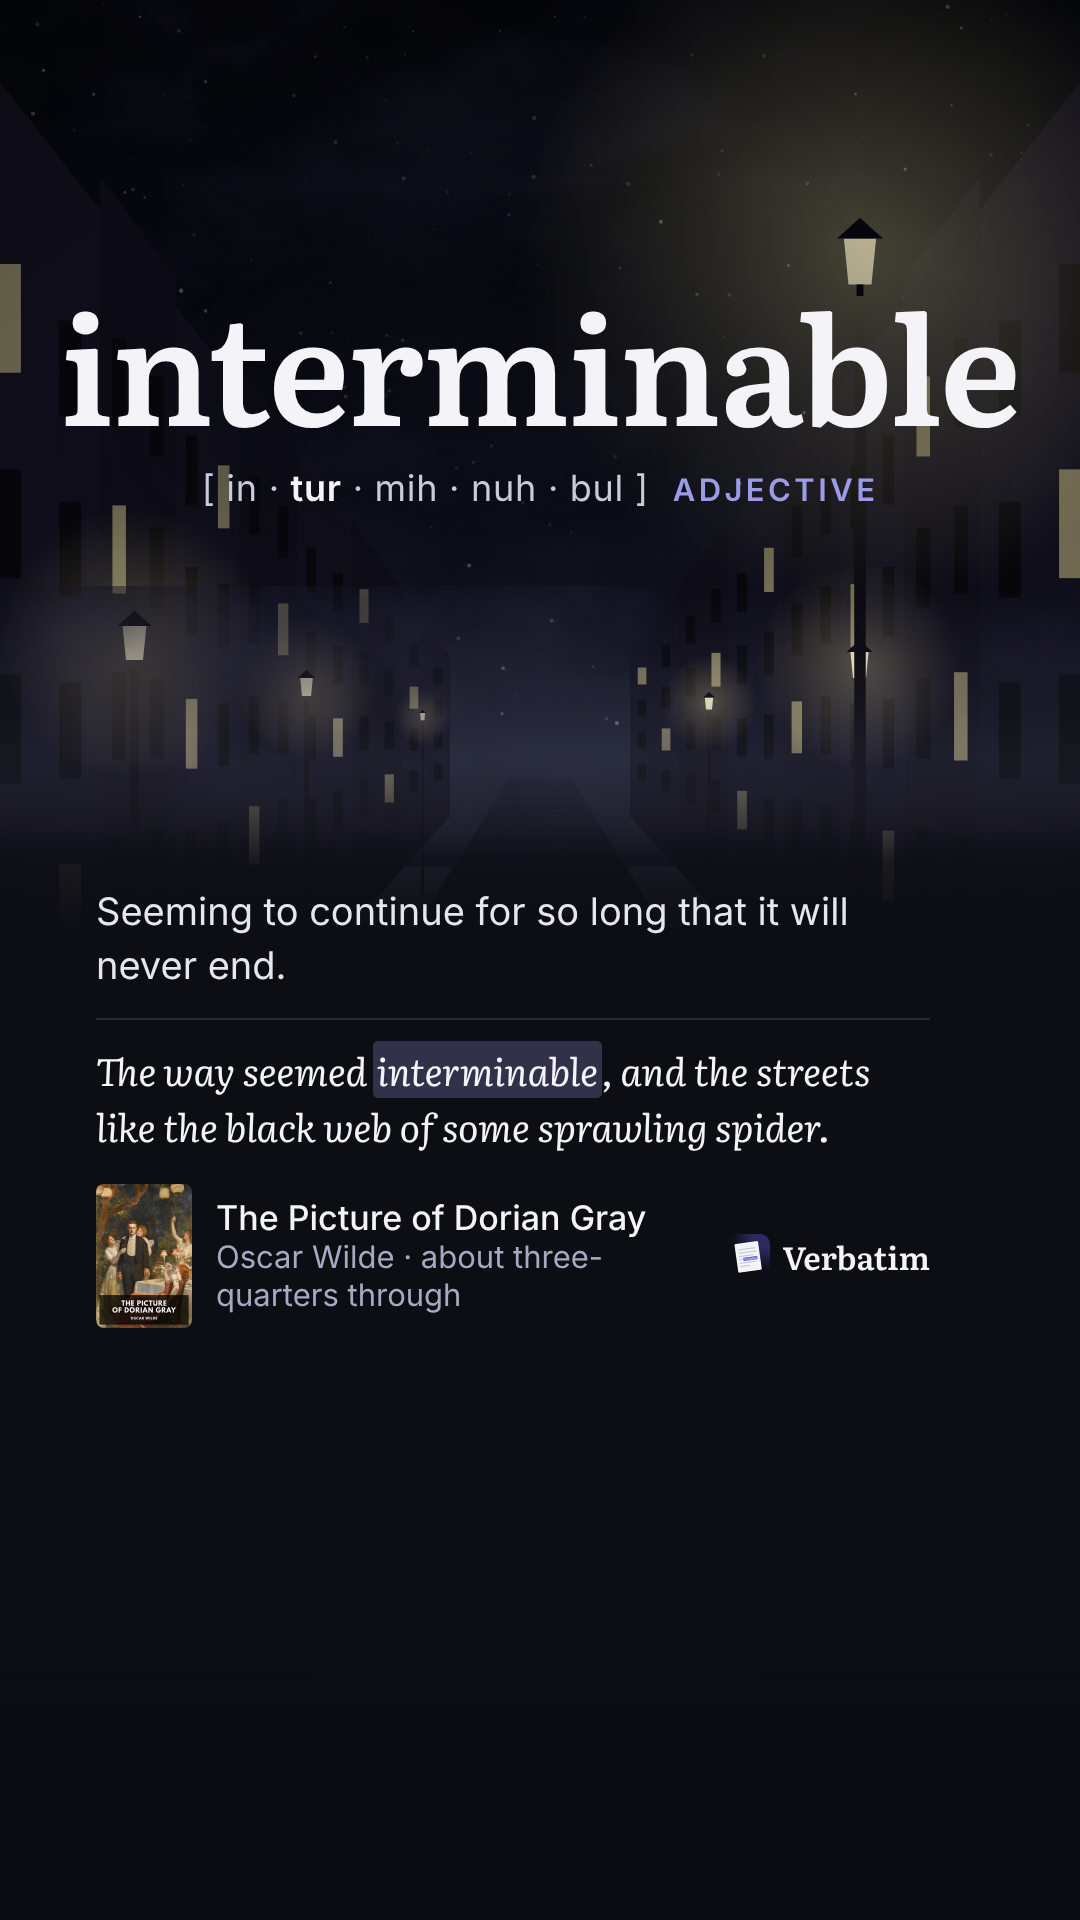 interminable
[ in · tur · mih · nuh · bul ] ADJECTIVE
Seeming to continue for so long that it will
never end.
The way seemed interminable, and the streets
like the black web of some sprawling spider.
THE PICTURE
OF DORIAN GRAY
OSCAR WILDE
The Picture of Dorian Gray
Oscar Wilde · about three-
quarters through
Verbatim